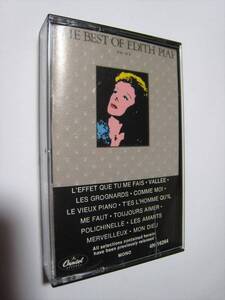 THE BEST OF EDITH PIAF
L'EFFET QUE TU ME FAIS • VALLEE •
LES GROGNARDS • COMME MOI •
LE VIEUX PIANO • T'ES L'HOMME QU'IL
ME FAUT • TOUJOURS AIMER •
POLICHINELLE • LES AMANTS
MERVEILLEUX • MON DIEU
All selections contained herein
have been previously released.
Capitol
MONO